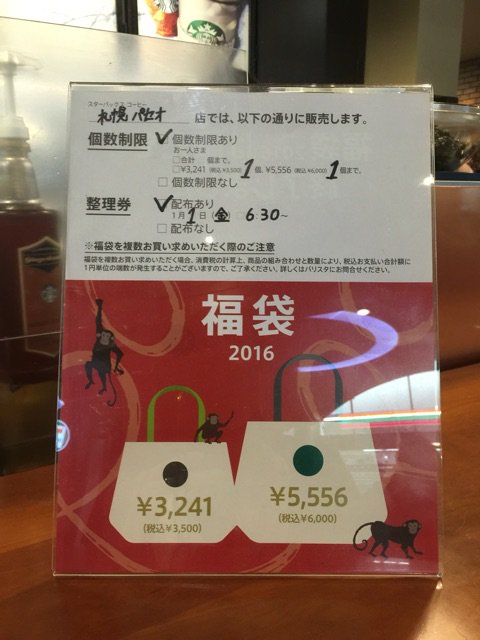 スターバックス コーヒー
札幌 パセオ 店では、以下の通りに販売します。
個数制限 ✓個数制限あり
お一人さま
□合計 個まで。
□¥3,241 (税込¥3,500) 1個、¥5,556 (税込¥6,000) 1個まで。
□ 個数制限なし
整理券 ✓配布あり
1月1日 (金) 6:30~
□配布なし
※福袋を複数お買い求めいただく際のご注意
福袋を複数お買い求めいただく場合、消費税の計算上、商品の組み合わせと数量により、税込お支払い合計額に
1円単位の端数が発生することがございますので、ご了承ください。詳しくはバリスタにお問合せください。
福袋
2016
¥3,241
(税込¥3,500)
¥5,556
(税込¥6,000)